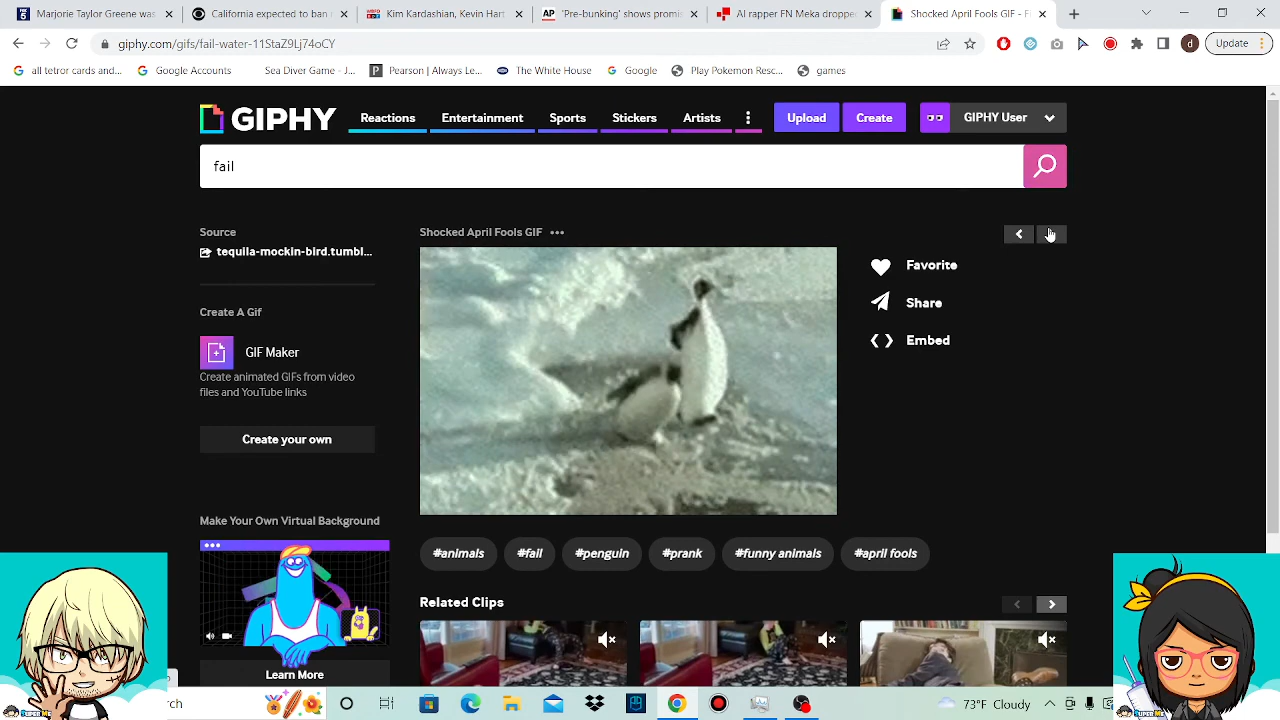 Marjorie Taylor Greene was
California expected to ban
Kim Kardashian, Kevin Hart
AP
'Pre-bunking' shows promis
AI rapper FN Meka dropped
Shocked April Fools GIF - F
giphy.com/gifs/fail-water-11StaZ9Lj74oCY
d
Update
all tetror cards and...
Google Accounts
Sea Diver Game - J...
Pearson | Always Le...
The White House
Google
Play Pokemon Resc...
games
GIPHY
Reactions
Entertainment
Sports
Stickers
Artists
Upload
Create
GIPHY User
fail
Source
tequila-mockin-bird.tumbl...
Shocked April Fools GIF
Favorite
Share
Embed
Create A Gif
GIF Maker
Create animated GIFs from video
files and YouTube links
Create your own
Make Your Own Virtual Background
Learn More
#animals
#fail
#penguin
#prank
#funny animals
#april fools
Related Clips
rch
73°F Cloudy